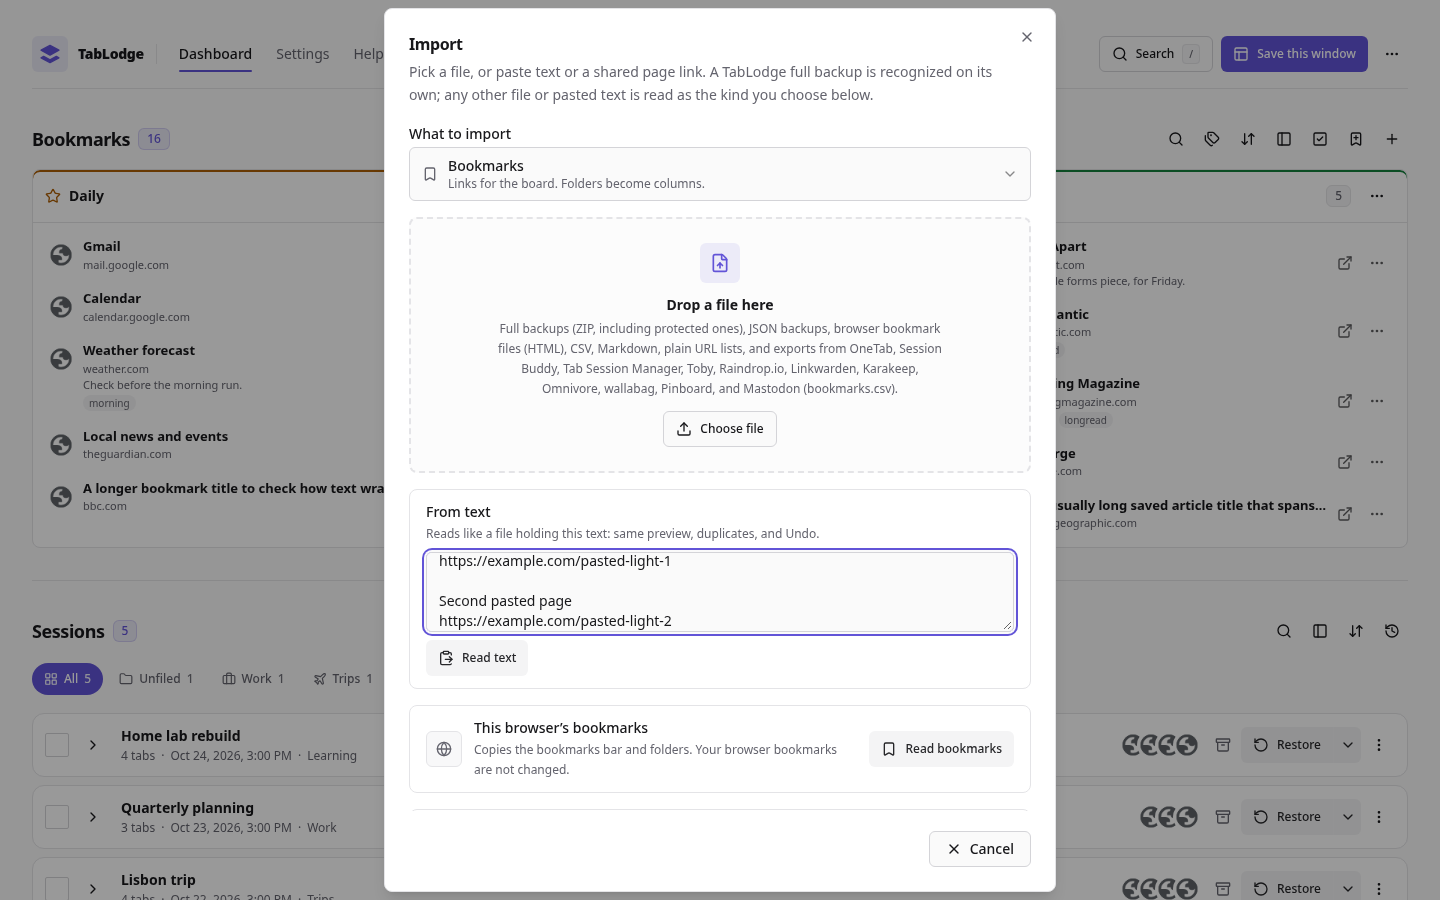 TabLodge
Dashboard
Settings
Help
Search
/
Save this window
Bookmarks
16
Daily
Gmail
mail.google.com
Calendar
calendar.google.com
Weather forecast
weather.com
Check before the morning run.
morning
Local news and events
theguardian.com
A longer bookmark title to check how text wra
bbc.com
5
Apart
t.com
le forms piece, for Friday.
antic
tic.com
d
ng Magazine
gmagazine.com
longread
rge
.com
sually long saved article title that spans...
geographic.com
Import
Pick a file, or paste text or a shared page link. A TabLodge full backup is recognized on its
own; any other file or pasted text is read as the kind you choose below.
What to import
Bookmarks
Links for the board. Folders become columns.
Drop a file here
Full backups (ZIP, including protected ones), JSON backups, browser bookmark
files (HTML), CSV, Markdown, plain URL lists, and exports from OneTab, Session
Buddy, Tab Session Manager, Toby, Raindrop.io, Linkwarden, Karakeep,
Omnivore, wallabag, Pinboard, and Mastodon (bookmarks.csv).
Choose file
From text
Reads like a file holding this text: same preview, duplicates, and Undo.
https://example.com/pasted-light-1
Second pasted page
https://example.com/pasted-light-2
Read text
This browser’s bookmarks
Copies the bookmarks bar and folders. Your browser bookmarks
are not changed.
Read bookmarks
Cancel
Sessions
5
All 5
Unfiled 1
Work 1
Trips 1
Home lab rebuild
4 tabs · Oct 24, 2026, 3:00 PM · Learning
Restore
Quarterly planning
3 tabs · Oct 23, 2026, 3:00 PM · Work
Restore
Lisbon trip
4 tabs · Oct 22, 2026, 3:00 PM · Trips
Restore